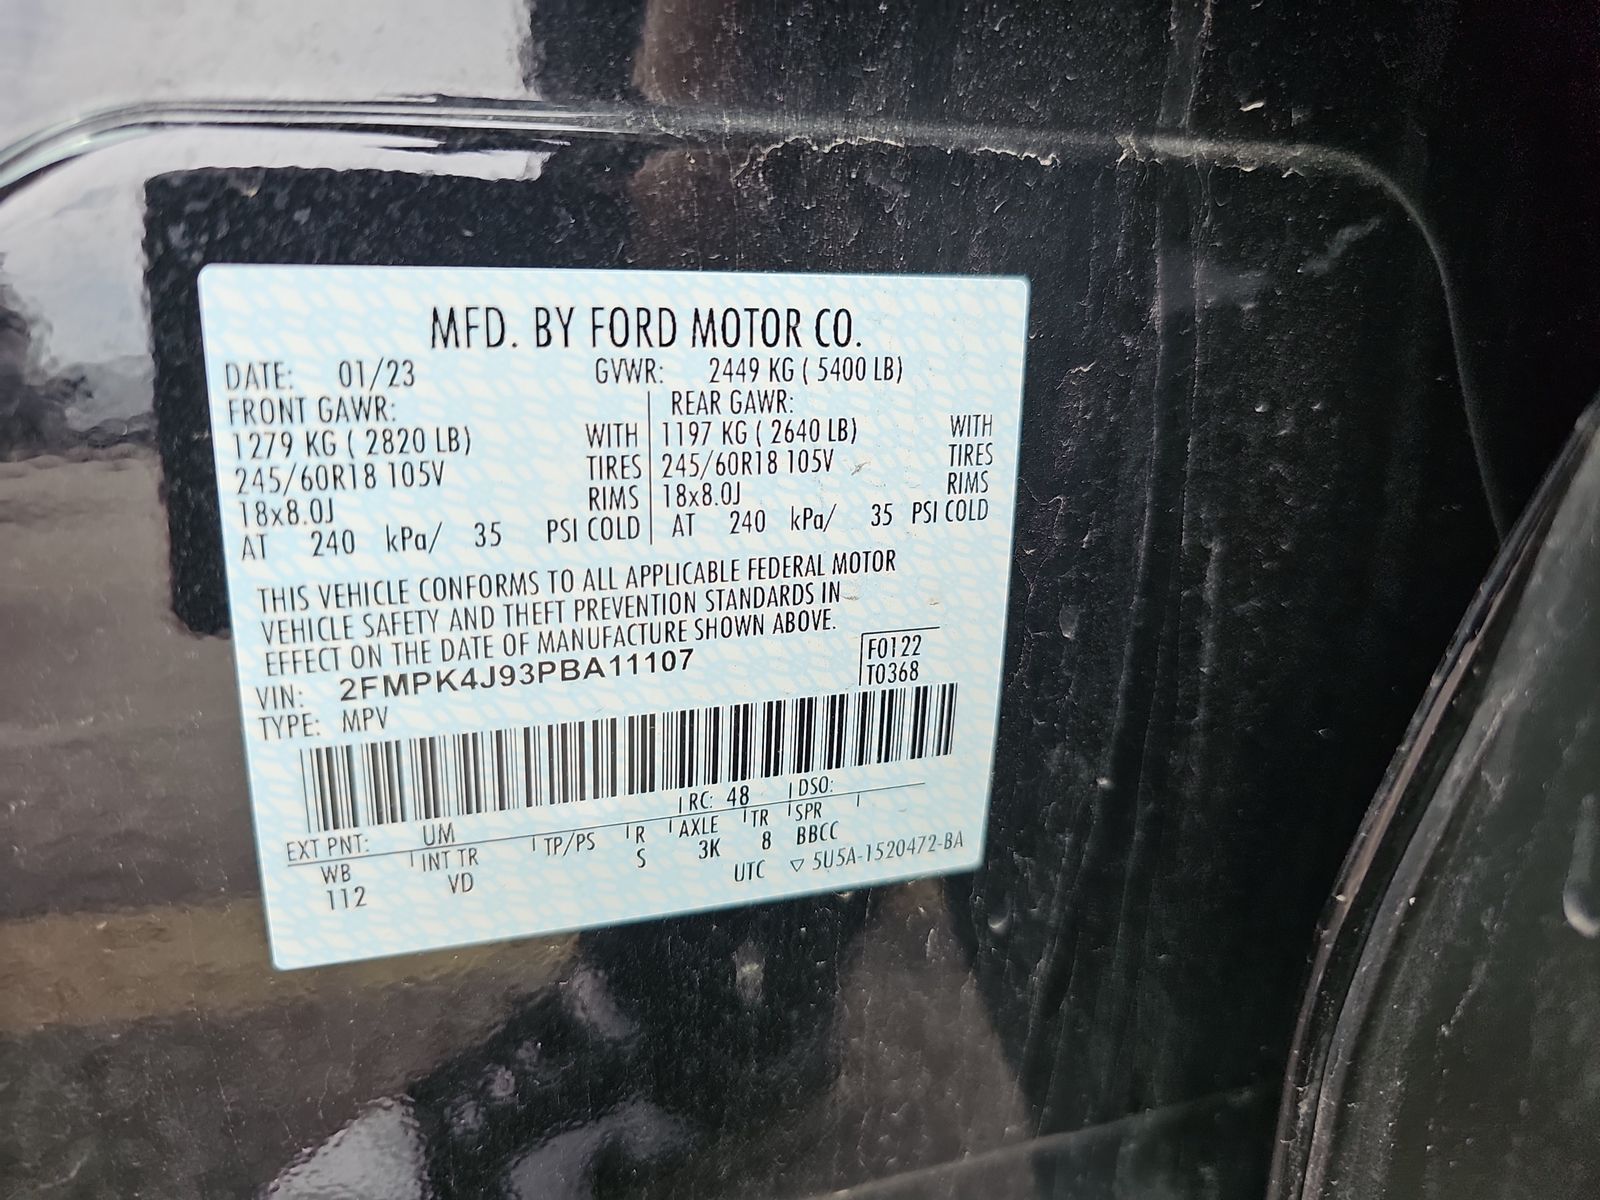 MFD. BY FORD MOTOR CO.
DATE: 01/23 GVWR: 2449 KG ( 5400 LB)
FRONT GAWR: REAR GAWR:
1279 KG ( 2820 LB) WITH 1197 KG ( 2640 LB) WITH
245/60R18 105V TIRES 245/60R18 105V TIRES
18x8.0J RIMS 18x8.0J RIMS
AT 240 kPa/ 35 PSI COLD AT 240 kPa/ 35 PSI COLD
THIS VEHICLE CONFORMS TO ALL APPLICABLE FEDERAL MOTOR
VEHICLE SAFETY AND THEFT PREVENTION STANDARDS IN
EFFECT ON THE DATE OF MANUFACTURE SHOWN ABOVE.
F0122
VIN: 2FMPK4J93PBA11107 T0368
TYPE: MPV
EXT PNT: UM RC: 48 DSO:
WB INT TR TP/PS R AXLE TR SPR
112 VD S 3K 8 BBCC
UTC ▽ 5U5A-1520472-BA